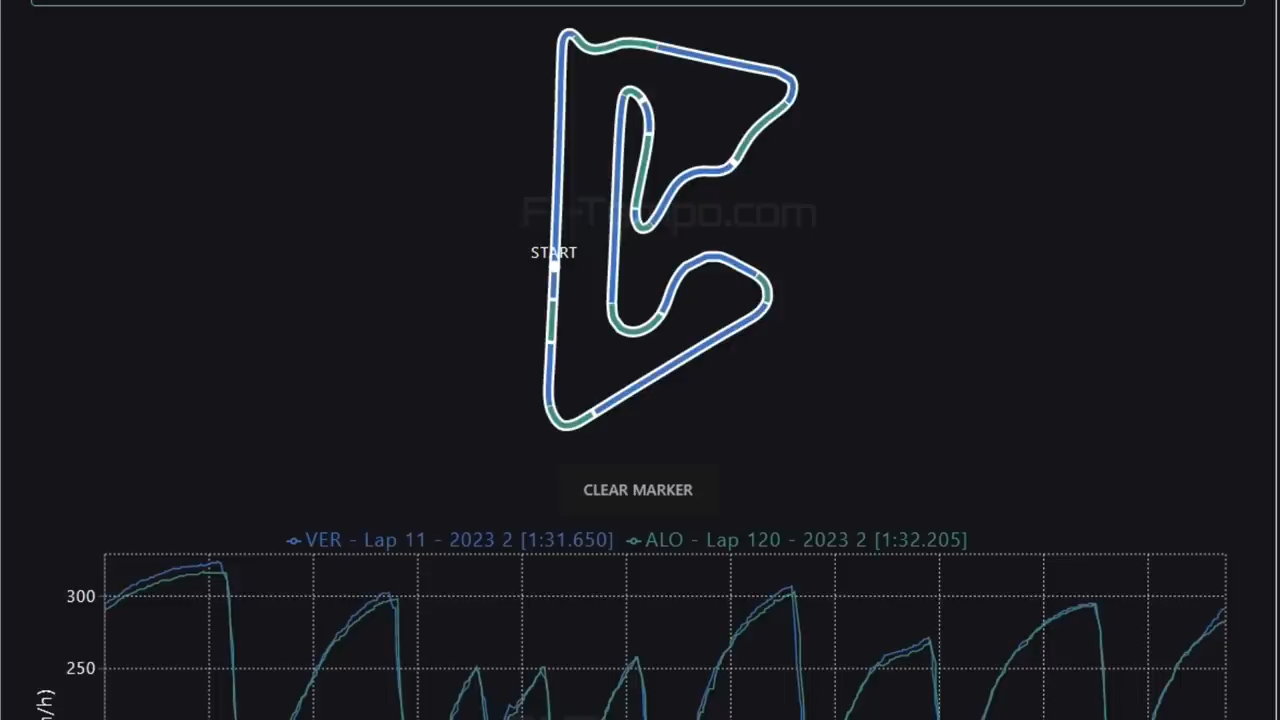 START
CLEAR MARKER
VER - Lap 11 - 2023 2 [1:31.650] ALO - Lap 120 - 2023 2 [1:32.205]
300
250